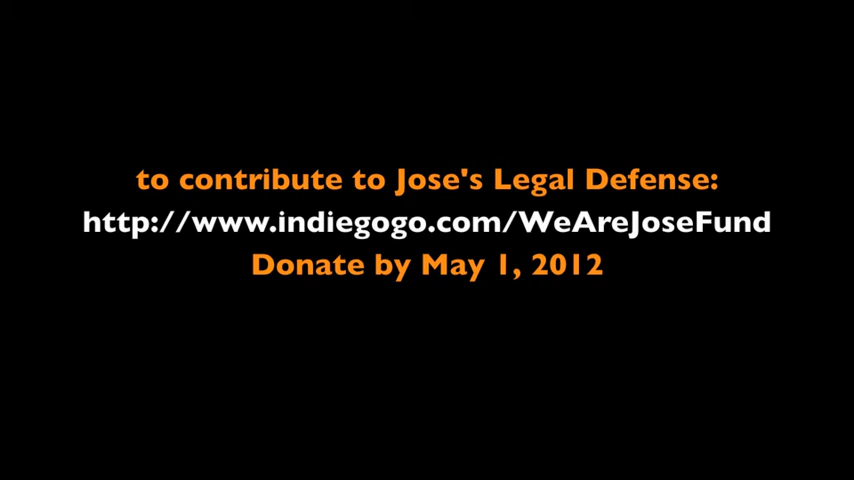 to contribute to Jose's Legal Defense:
http://www.indiegogo.com/WeAreJoseFund
Donate by May 1, 2012